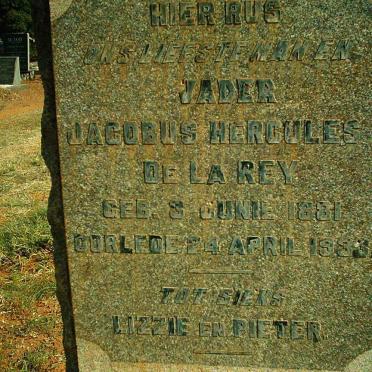 HIER RUS
ONS LIEFSTE MAN EN
VADER
JACOBUS HERCULES
DE LA REY
GEB. 3 JUNIE 1881
OORLEDE 24 APRIL
TOT SIENS
LIZZIE EN PIETER